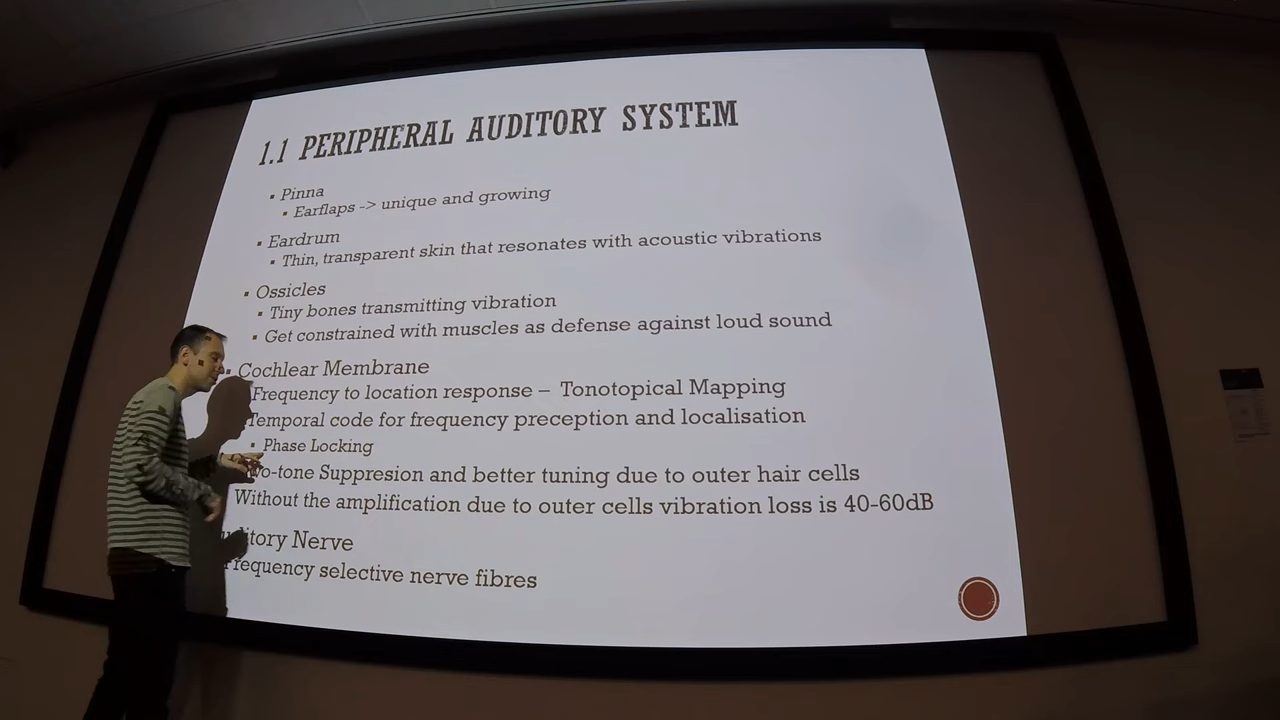 1.1 PERIPHERAL AUDITORY SYSTEM
▪ Pinna
▪ Earflaps -> unique and growing
▪ Eardrum
▪ Thin, transparent skin that resonates with acoustic vibrations
▪ Ossicles
▪ Tiny bones transmitting vibration
▪ Get constrained with muscles as defense against loud sound
▪ Cochlear Membrane
Frequency to location response – Tonotopical Mapping
Temporal code for frequency preception and localisation
▪ Phase Locking
wo-tone Suppresion and better tuning due to outer hair cells
Without the amplification due to outer cells vibration loss is 40-60dB
uditory Nerve
Frequency selective nerve fibres